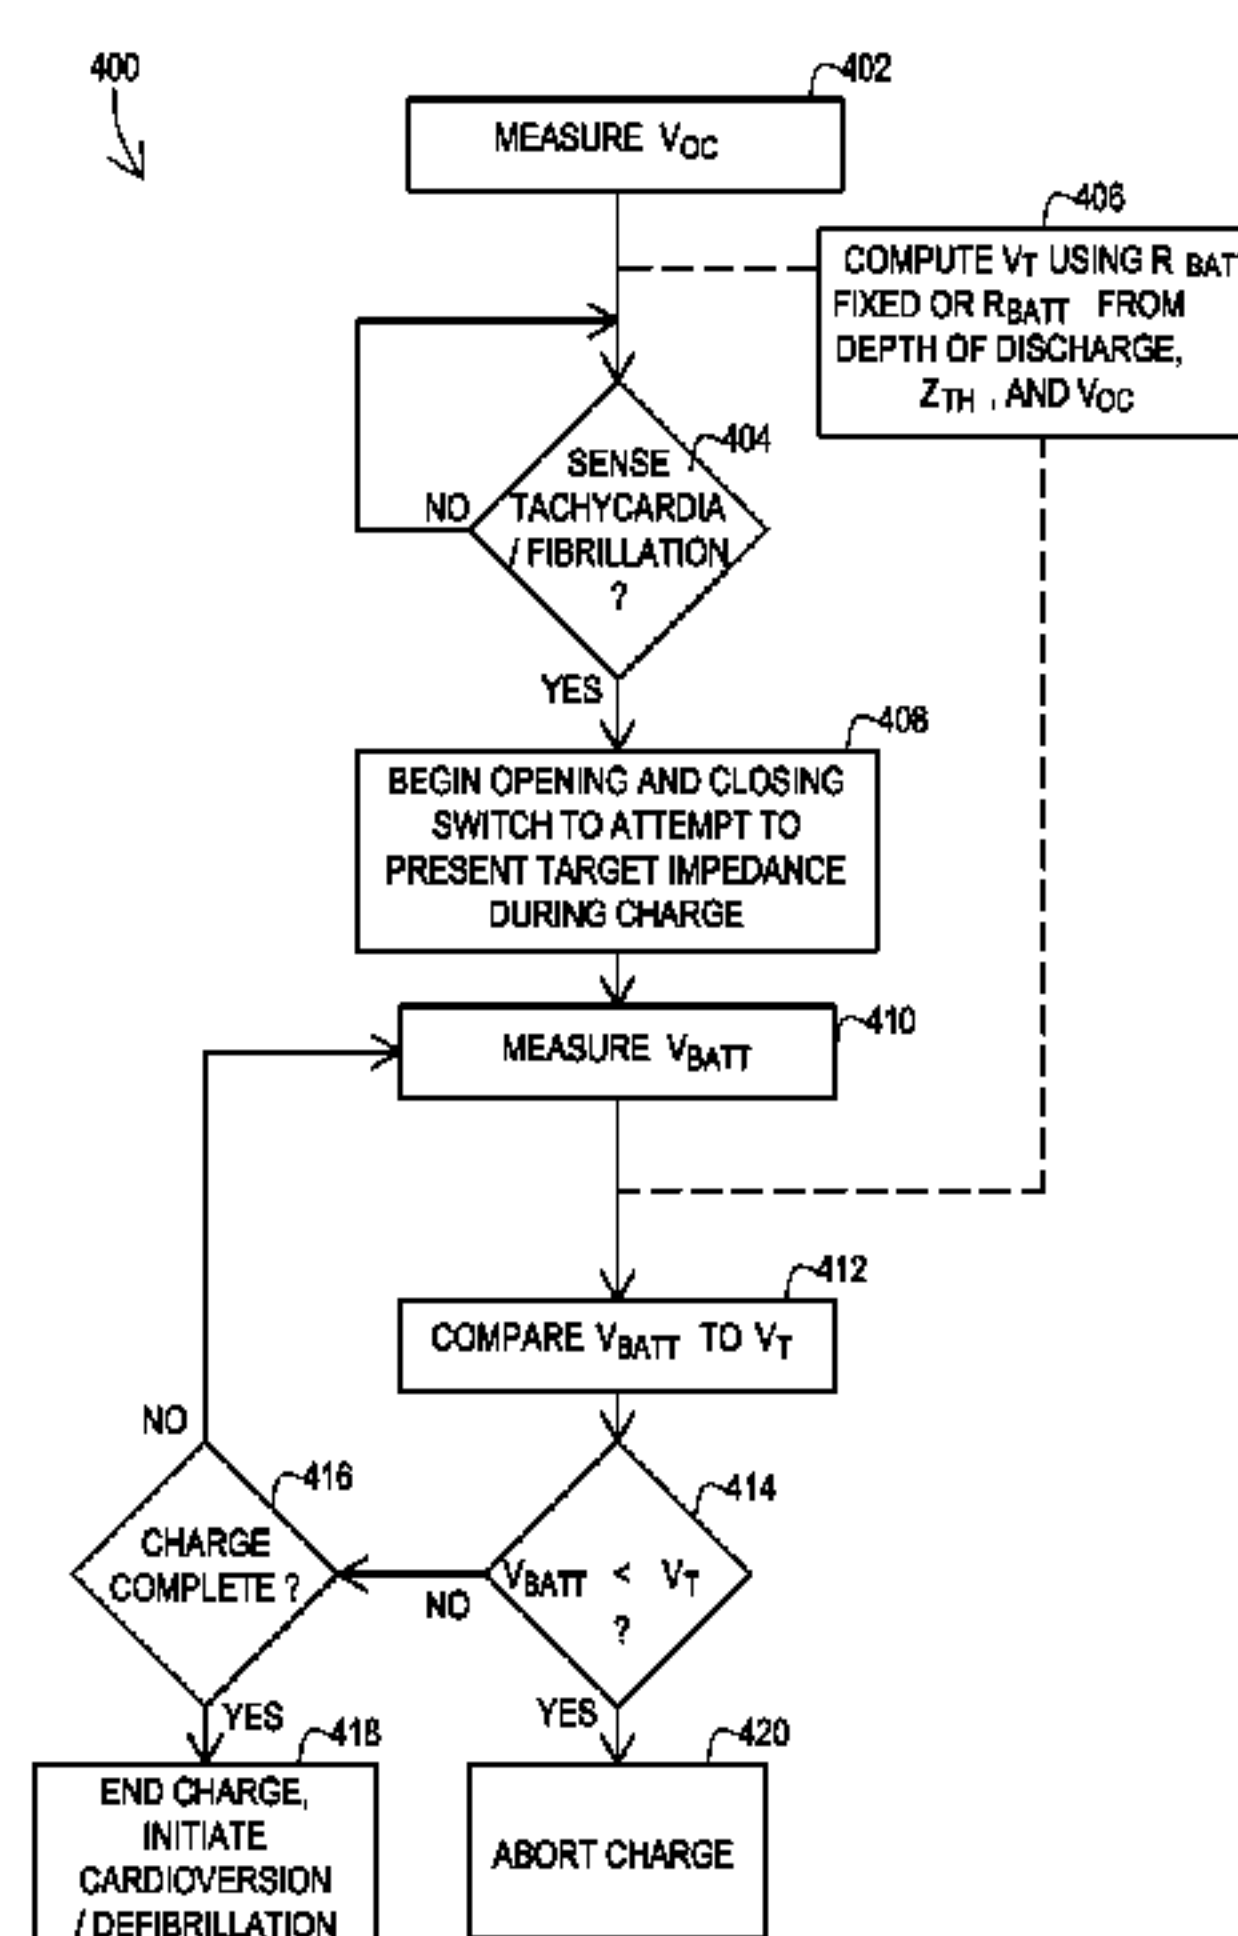 400
402
MEASURE VOC
406
COMPUTE VT USING R BATT
FIXED OR RBATT FROM
DEPTH OF DISCHARGE,
ZTH , AND VOC
404
SENSE
TACHYCARDIA
/ FIBRILLATION
?
NO
YES
408
BEGIN OPENING AND CLOSING
SWITCH TO ATTEMPT TO
PRESENT TARGET IMPEDANCE
DURING CHARGE
410
MEASURE VBATT
412
COMPARE VBATT TO VT
NO
416
CHARGE
COMPLETE ?
414
VBATT < VT
?
NO
YES
YES
418
END CHARGE,
INITIATE
CARDIOVERSION
/ DEFIBRILLATION
420
ABORT CHARGE